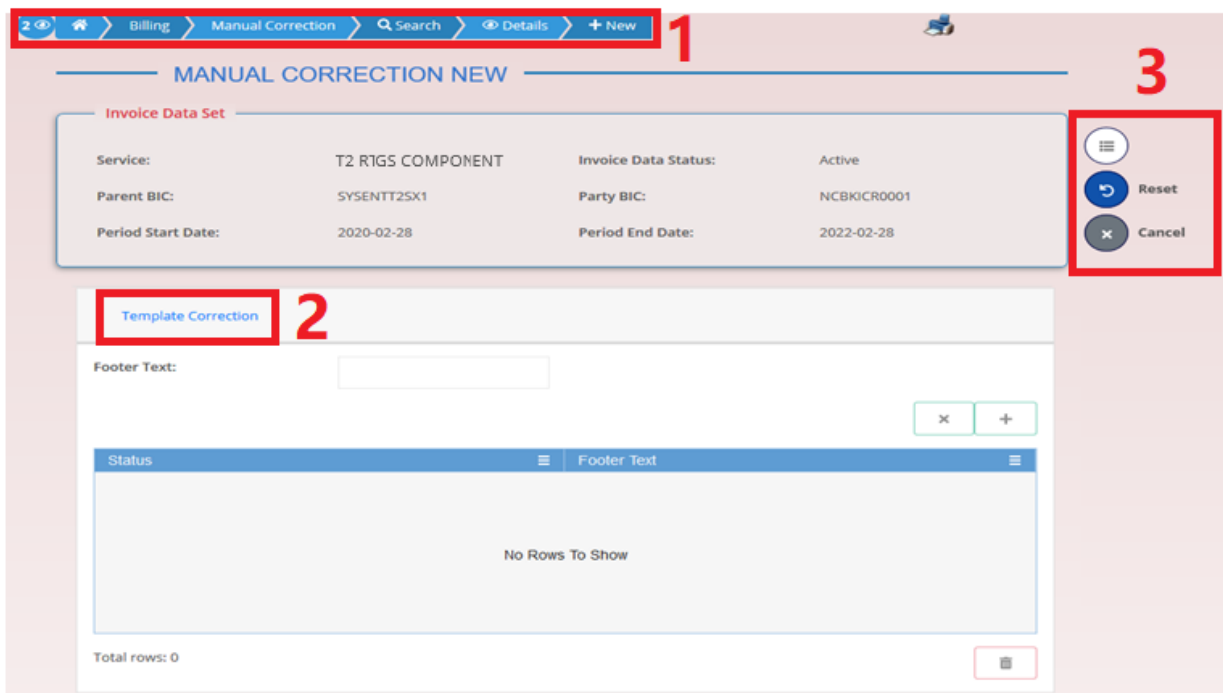 2 Billing Manual Correction Search Details + New
1
MANUAL CORRECTION NEW
3
Invoice Data Set
Service: T2 RTGS COMPONENT Invoice Data Status: Active
Parent BIC: SYSENTT2SX1 Party BIC: NCBKICR0001
Reset
Period Start Date: 2020-02-28 Period End Date: 2022-02-28
Cancel
Template Correction
2
Footer Text:
Status Footer Text
No Rows To Show
Total rows: 0